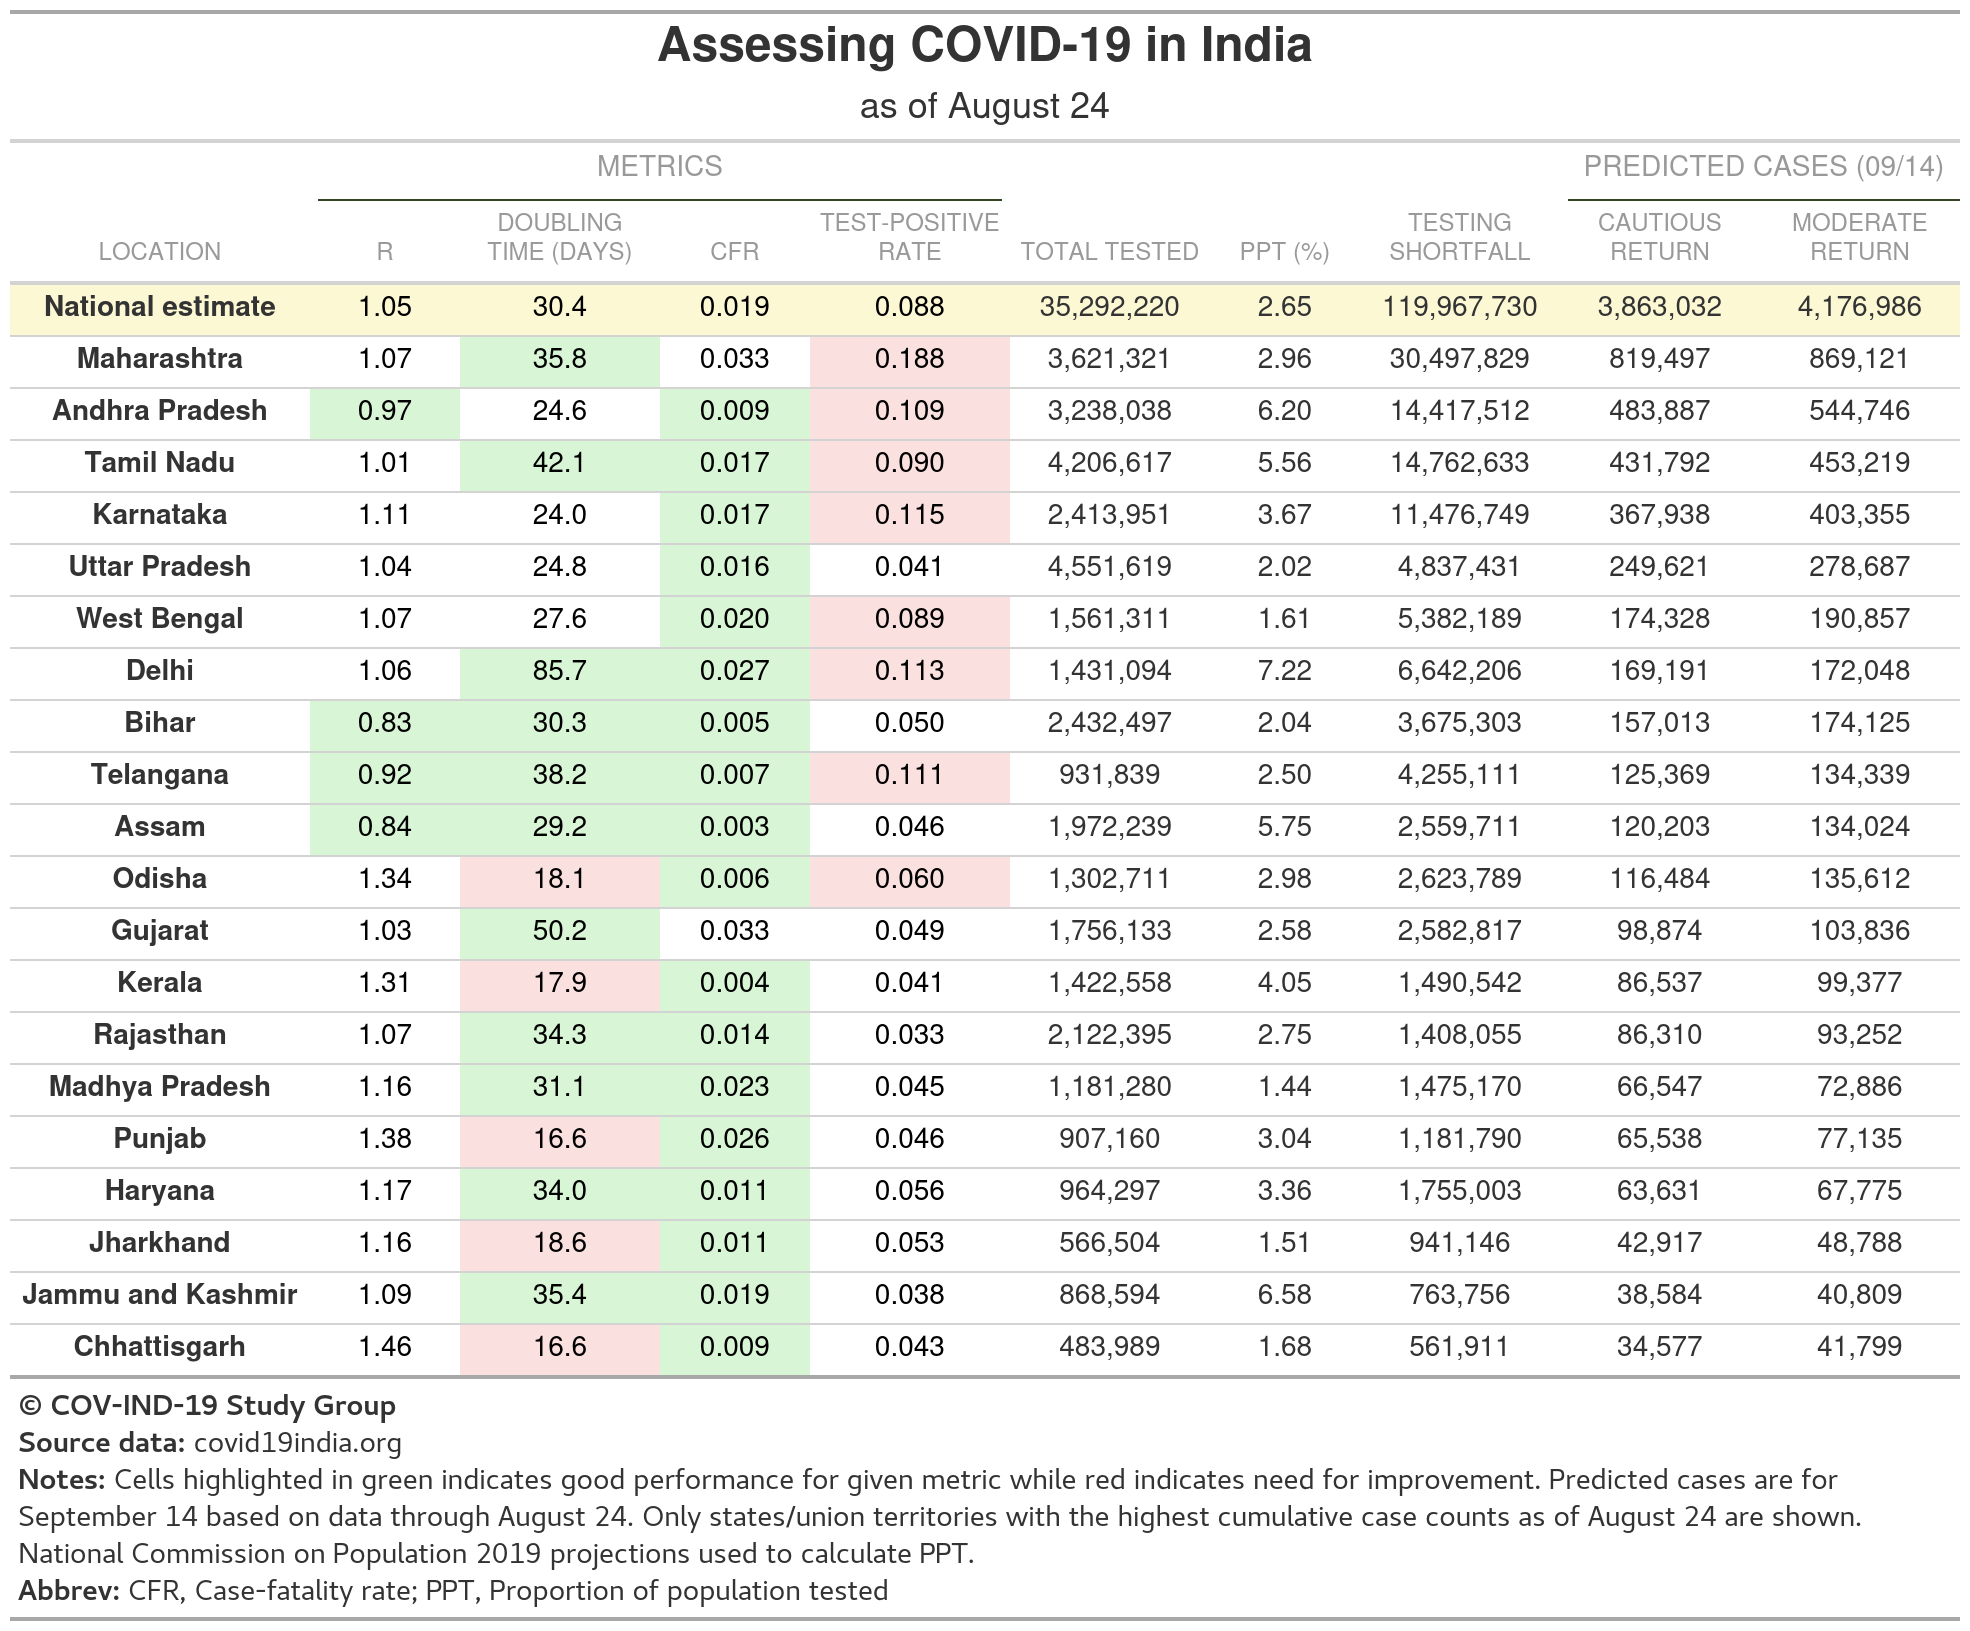 Assessing COVID-19 in India
as of August 24
METRICS PREDICTED CASES (09/14)
LOCATION R DOUBLING TIME (DAYS) CFR TEST-POSITIVE RATE TOTAL TESTED PPT (%) TESTING SHORTFALL CAUTIOUS RETURN MODERATE RETURN
National estimate 1.05 30.4 0.019 0.088 35,292,220 2.65 119,967,730 3,863,032 4,176,986
Maharashtra 1.07 35.8 0.033 0.188 3,621,321 2.96 30,497,829 819,497 869,121
Andhra Pradesh 0.97 24.6 0.009 0.109 3,238,038 6.20 14,417,512 483,887 544,746
Tamil Nadu 1.01 42.1 0.017 0.090 4,206,617 5.56 14,762,633 431,792 453,219
Karnataka 1.11 24.0 0.017 0.115 2,413,951 3.67 11,476,749 367,938 403,355
Uttar Pradesh 1.04 24.8 0.016 0.041 4,551,619 2.02 4,837,431 249,621 278,687
West Bengal 1.07 27.6 0.020 0.089 1,561,311 1.61 5,382,189 174,328 190,857
Delhi 1.06 85.7 0.027 0.113 1,431,094 7.22 6,642,206 169,191 172,048
Bihar 0.83 30.3 0.005 0.050 2,432,497 2.04 3,675,303 157,013 174,125
Telangana 0.92 38.2 0.007 0.111 931,839 2.50 4,255,111 125,369 134,339
Assam 0.84 29.2 0.003 0.046 1,972,239 5.75 2,559,711 120,203 134,024
Odisha 1.34 18.1 0.006 0.060 1,302,711 2.98 2,623,789 116,484 135,612
Gujarat 1.03 50.2 0.033 0.049 1,756,133 2.58 2,582,817 98,874 103,836
Kerala 1.31 17.9 0.004 0.041 1,422,558 4.05 1,490,542 86,537 99,377
Rajasthan 1.07 34.3 0.014 0.033 2,122,395 2.75 1,408,055 86,310 93,252
Madhya Pradesh 1.16 31.1 0.023 0.045 1,181,280 1.44 1,475,170 66,547 72,886
Punjab 1.38 16.6 0.026 0.046 907,160 3.04 1,181,790 65,538 77,135
Haryana 1.17 34.0 0.011 0.056 964,297 3.36 1,755,003 63,631 67,775
Jharkhand 1.16 18.6 0.011 0.053 566,504 1.51 941,146 42,917 48,788
Jammu and Kashmir 1.09 35.4 0.019 0.038 868,594 6.58 763,756 38,584 40,809
Chhattisgarh 1.46 16.6 0.009 0.043 483,989 1.68 561,911 34,577 41,799
© COV-IND-19 Study Group
Source data: covid19india.org
Notes: Cells highlighted in green indicates good performance for given metric while red indicates need for improvement. Predicted cases are for
September 14 based on data through August 24. Only states/union territories with the highest cumulative case counts as of August 24 are shown.
National Commission on Population 2019 projections used to calculate PPT.
Abbrev: CFR, Case-fatality rate; PPT, Proportion of population tested